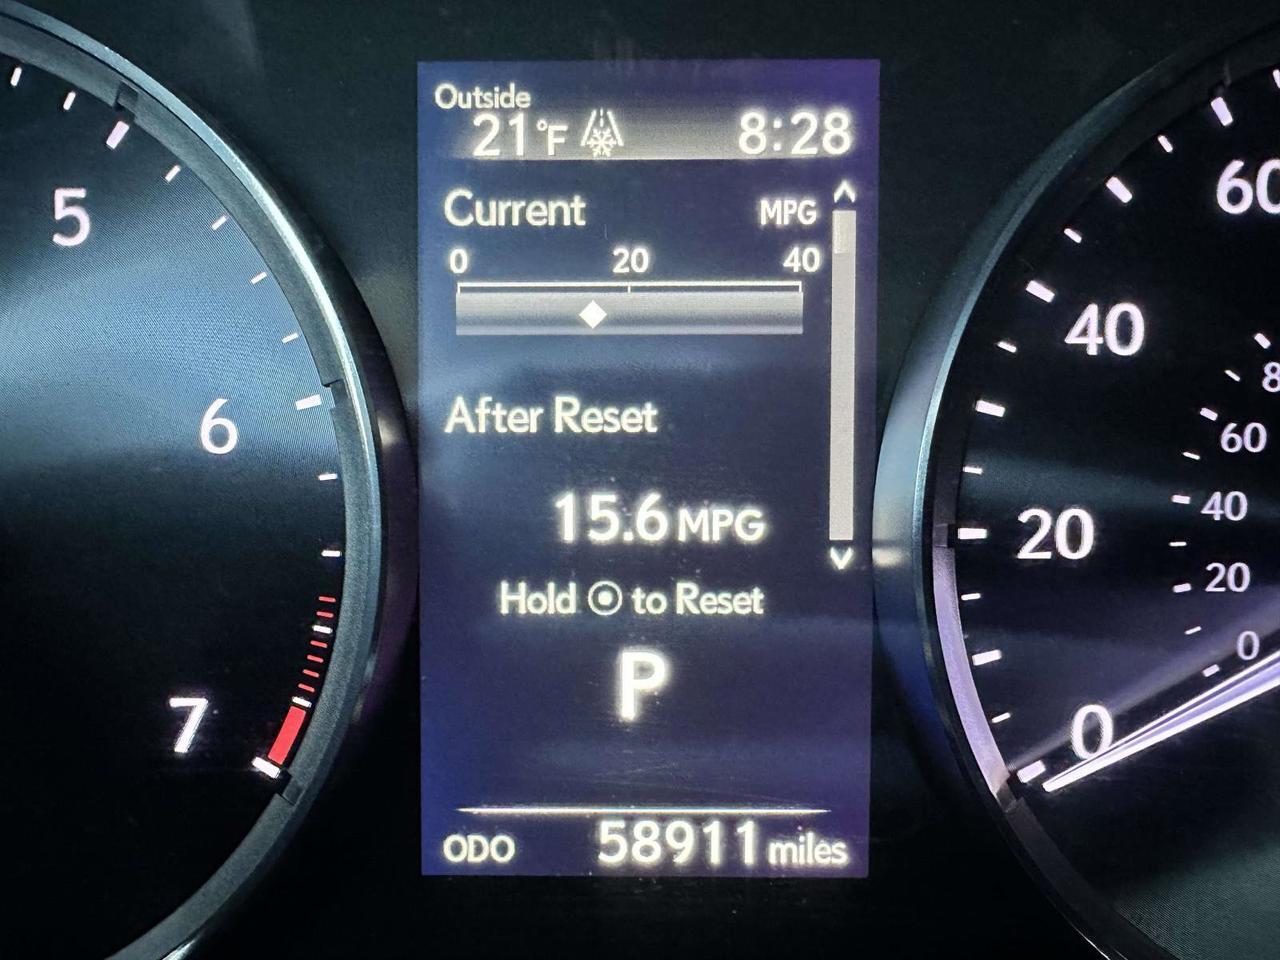 Outside
21°F 8:28
Current MPG
0 20 40
After Reset
15.6 MPG
Hold to Reset
P
ODO 58911 miles
5
6
7
60
40
20
0
8
60
40
20
0